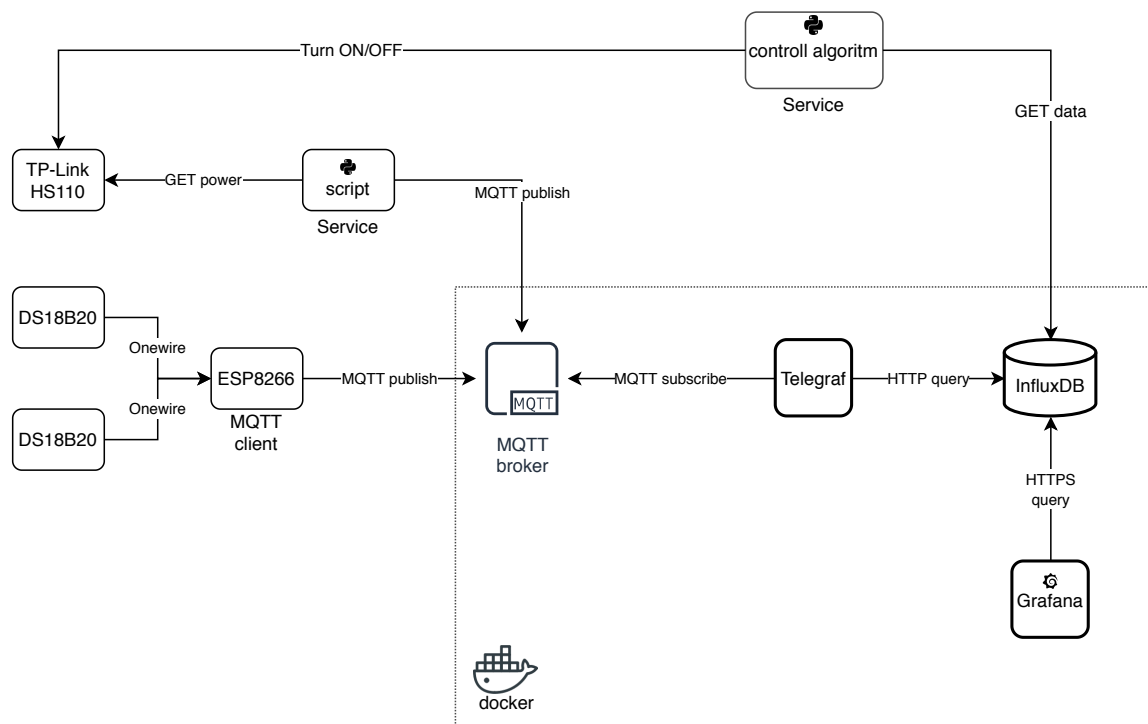 controll algoritm
Turn ON/OFF
Service
GET data
TP-Link
HS110
GET power
script
MQTT publish
Service
DS18B20
Onewire
ESP8266
MQTT publish
MQTT
MQTT subscribe
Telegraf
HTTP query
InfluxDB
Onewire
MQTT
client
DS18B20
MQTT
broker
HTTPS
query
Grafana
docker